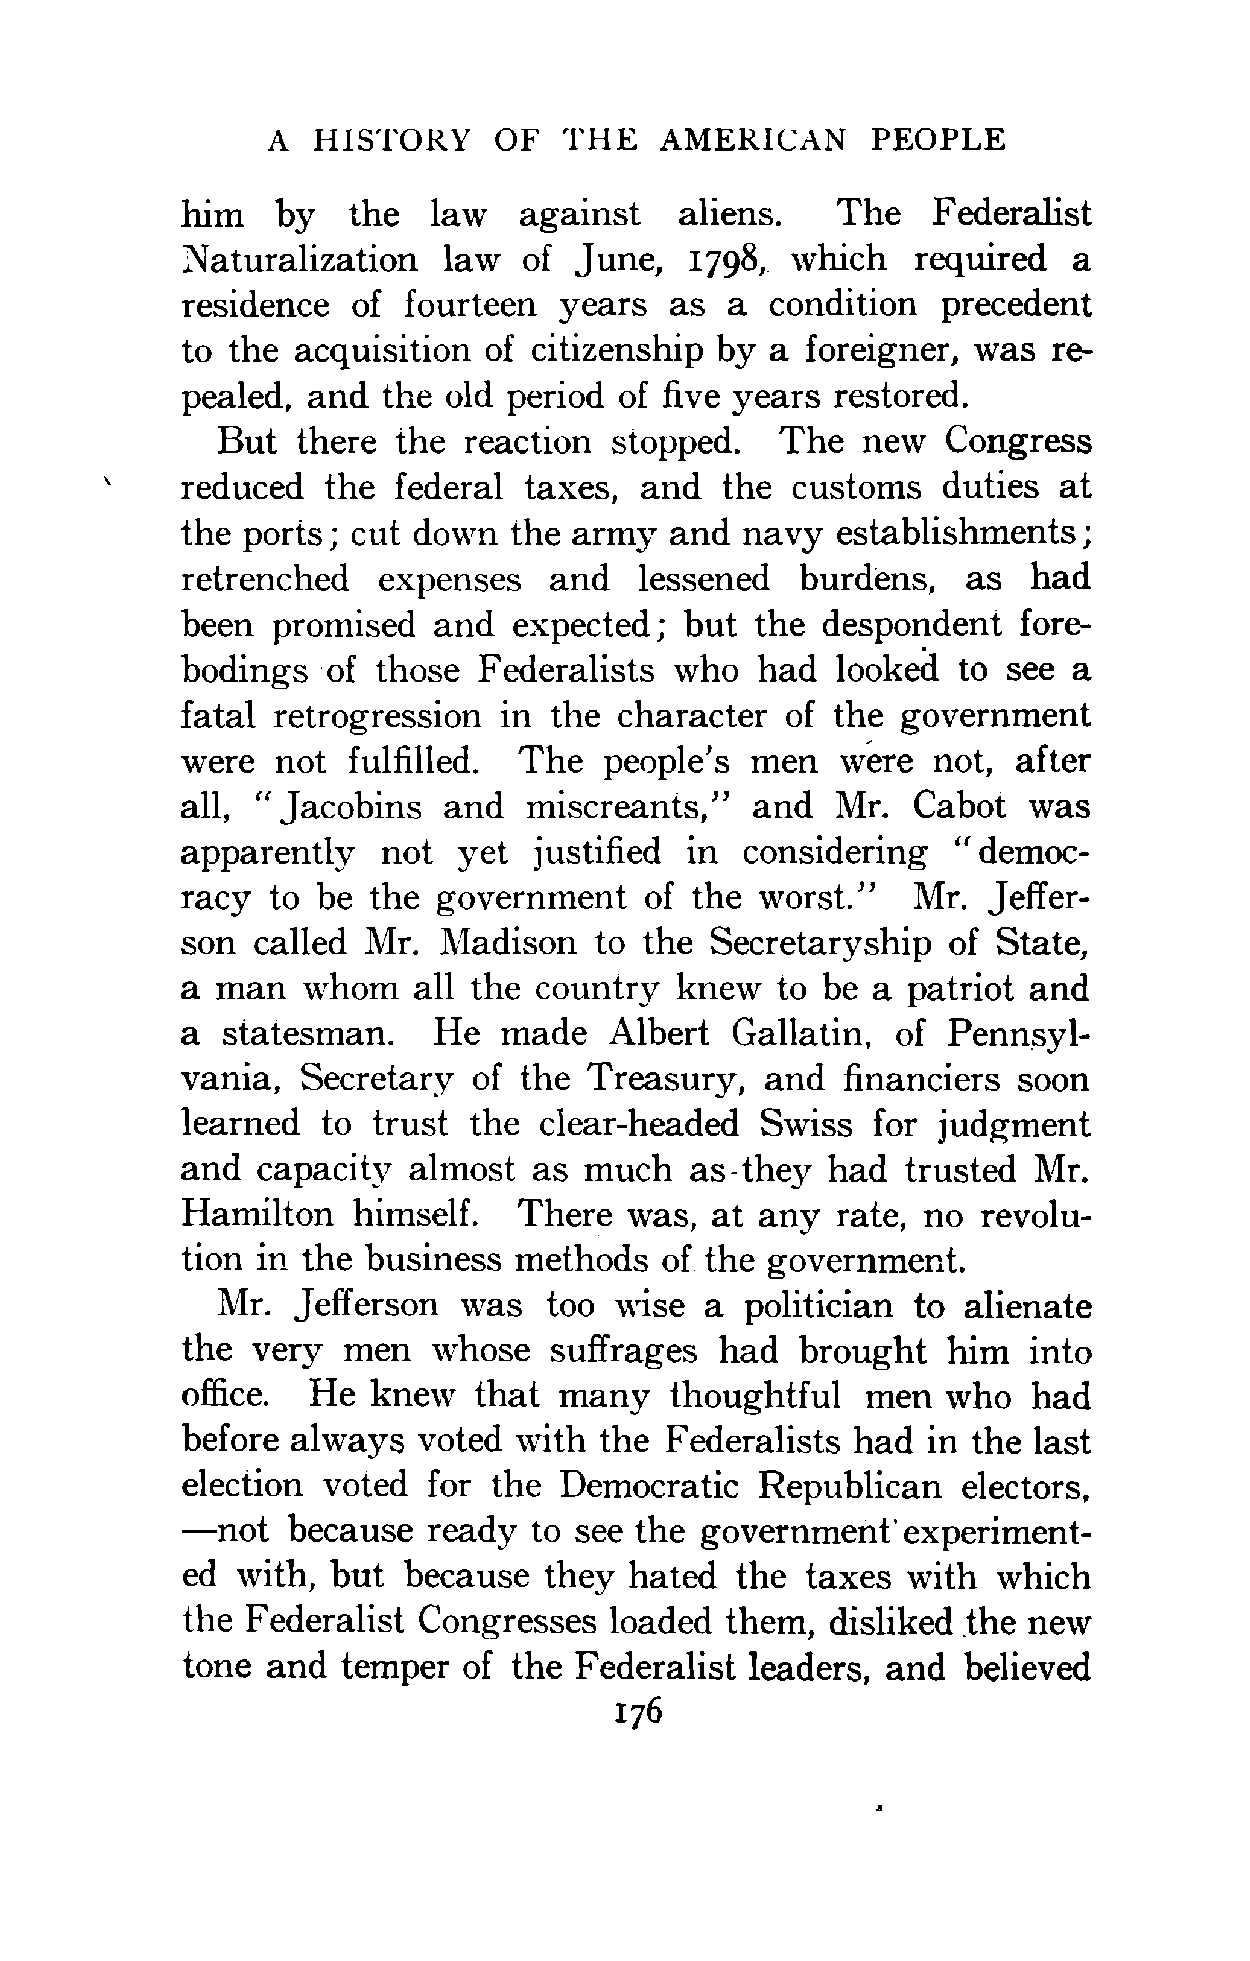 A HISTORY OF THE AMERICAN PEOPLE
him by the law against aliens. The Federalist
Naturalization law of June, 1798, which required a
residence of fourteen years as a condition precedent
to the acquisition of citizenship by a foreigner, was re-
pealed, and the old period of five years restored.
But there the reaction stopped. The new Congress
reduced the federal taxes, and the customs duties at
the ports; cut down the army and navy establishments;
retrenched expenses and lessened burdens, as had
been promised and expected; but the despondent fore-
bodings of those Federalists who had looked to see a
fatal retrogression in the character of the government
were not fulfilled. The people's men were not, after
all, "Jacobins and miscreants," and Mr. Cabot was
apparently not yet justified in considering "democ-
racy to be the government of the worst." Mr. Jeffer-
son called Mr. Madison to the Secretaryship of State,
a man whom all the country knew to be a patriot and
a statesman. He made Albert Gallatin, of Pennsyl-
vania, Secretary of the Treasury, and financiers soon
learned to trust the clear-headed Swiss for judgment
and capacity almost as much as they had trusted Mr.
Hamilton himself. There was, at any rate, no revolu-
tion in the business methods of the government.
Mr. Jefferson was too wise a politician to alienate
the very men whose suffrages had brought him into
office. He knew that many thoughtful men who had
before always voted with the Federalists had in the last
election voted for the Democratic Republican electors,
—not because ready to see the government experiment-
ed with, but because they hated the taxes with which
the Federalist Congresses loaded them, disliked the new
tone and temper of the Federalist leaders, and believed
176